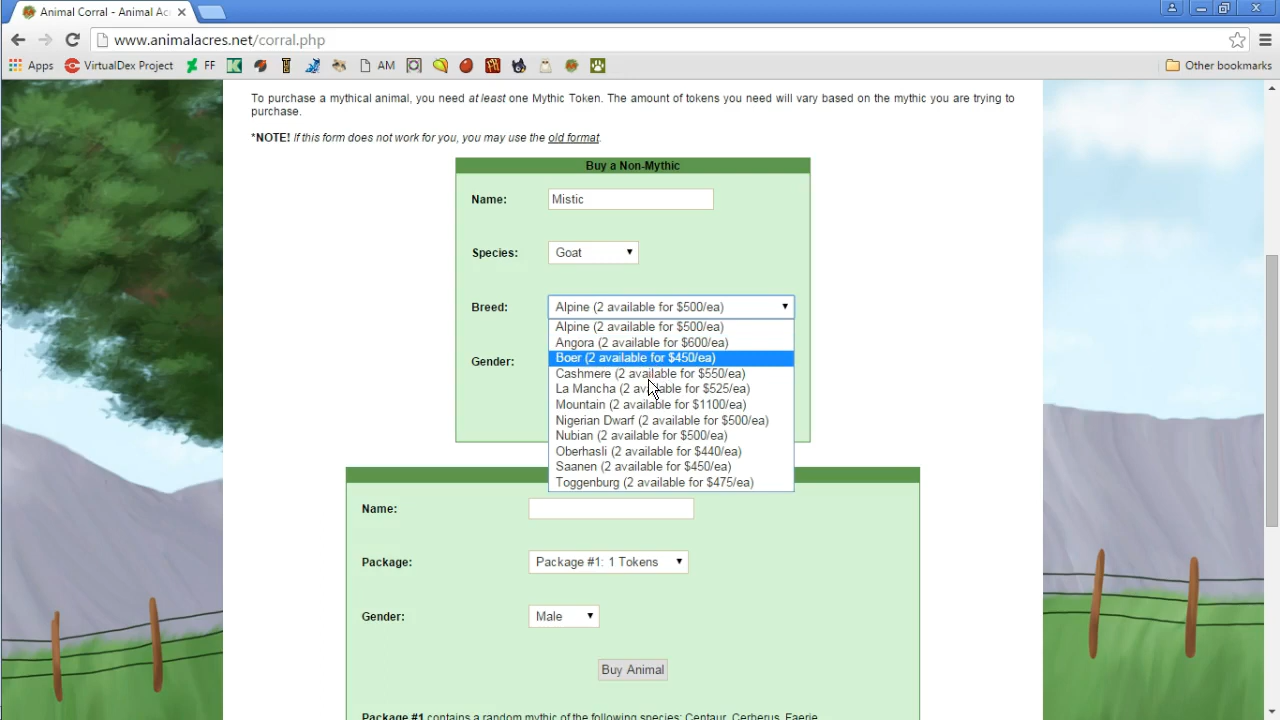 Animal Corral - Animal Ac
www.animalacres.net/corral.php
Apps VirtualDex Project FF AM Other bookmarks
To purchase a mythical animal, you need at least one Mythic Token. The amount of tokens you need will vary based on the mythic you are trying to
purchase.
*NOTE! If this form does not work for you, you may use the old format.
Buy a Non-Mythic
Name: Mistic
Species: Goat
Breed: Alpine (2 available for $500/ea)
Alpine (2 available for $500/ea)
Angora (2 available for $600/ea)
Boer (2 available for $450/ea)
Cashmere (2 available for $550/ea)
La Mancha (2 available for $525/ea)
Mountain (2 available for $1100/ea)
Nigerian Dwarf (2 available for $500/ea)
Nubian (2 available for $500/ea)
Oberhasli (2 available for $440/ea)
Saanen (2 available for $450/ea)
Toggenburg (2 available for $475/ea)
Gender:
Name:
Package: Package #1: 1 Tokens
Gender: Male
Buy Animal
Package #1 contains a random mythic of the following species: Centaur, Cerberus, Faerie